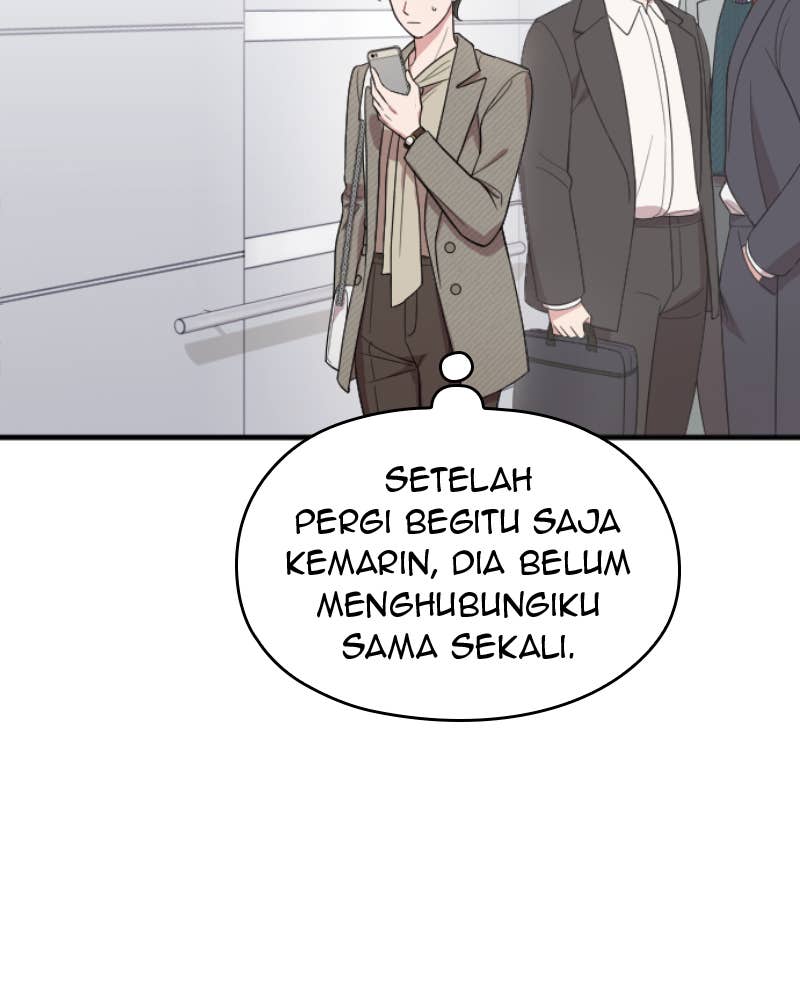 SETELAH
PERGI BEGITU SAJA
KEMARIN, DIA BELUM
MENGHUBUNGIKU
SAMA SEKALI.